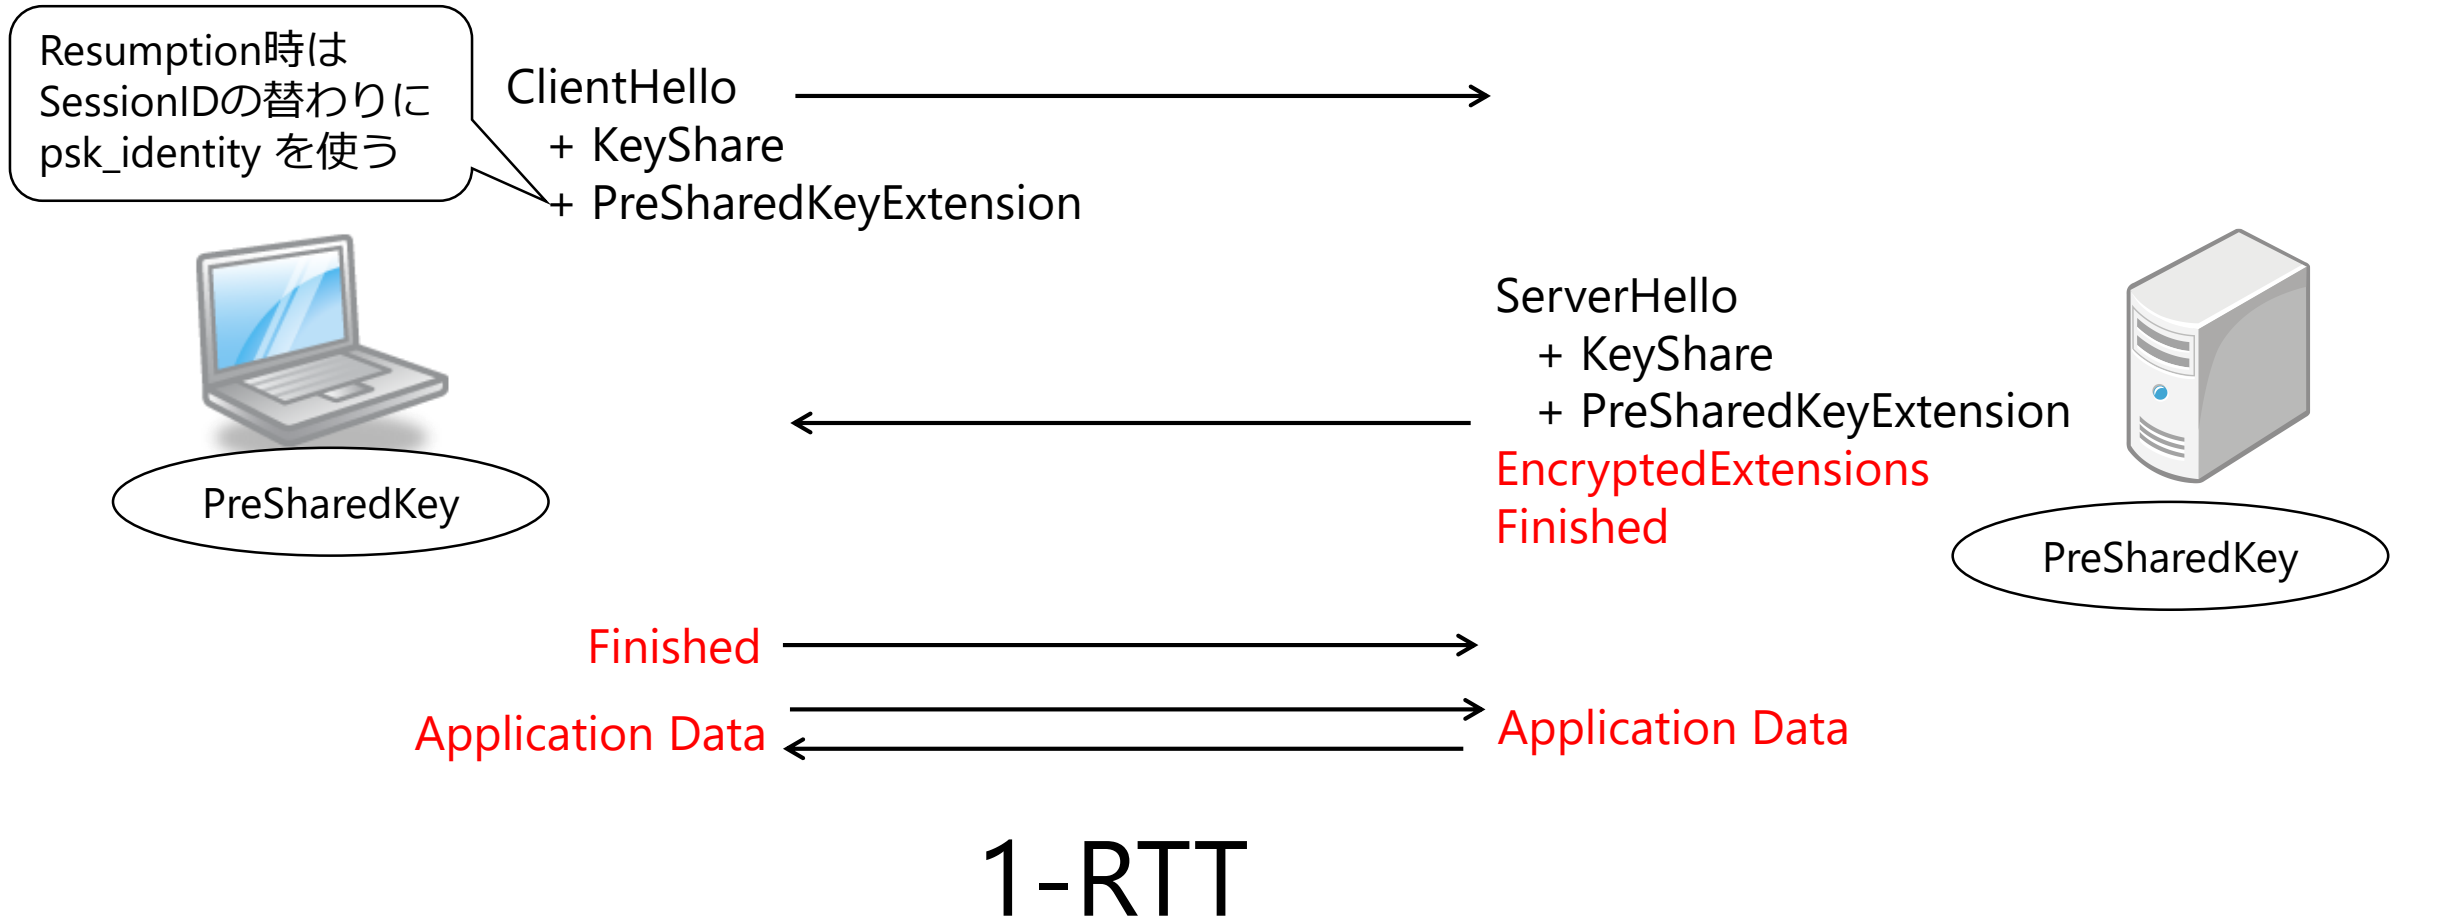 Resumption時は
SessionIDの替わりに
psk_identity を使う
ClientHello
+ KeyShare
+ PreSharedKeyExtension
ServerHello
+ KeyShare
+ PreSharedKeyExtension
EncryptedExtensions
Finished
PreSharedKey
PreSharedKey
Finished
Application Data
Application Data
1-RTT